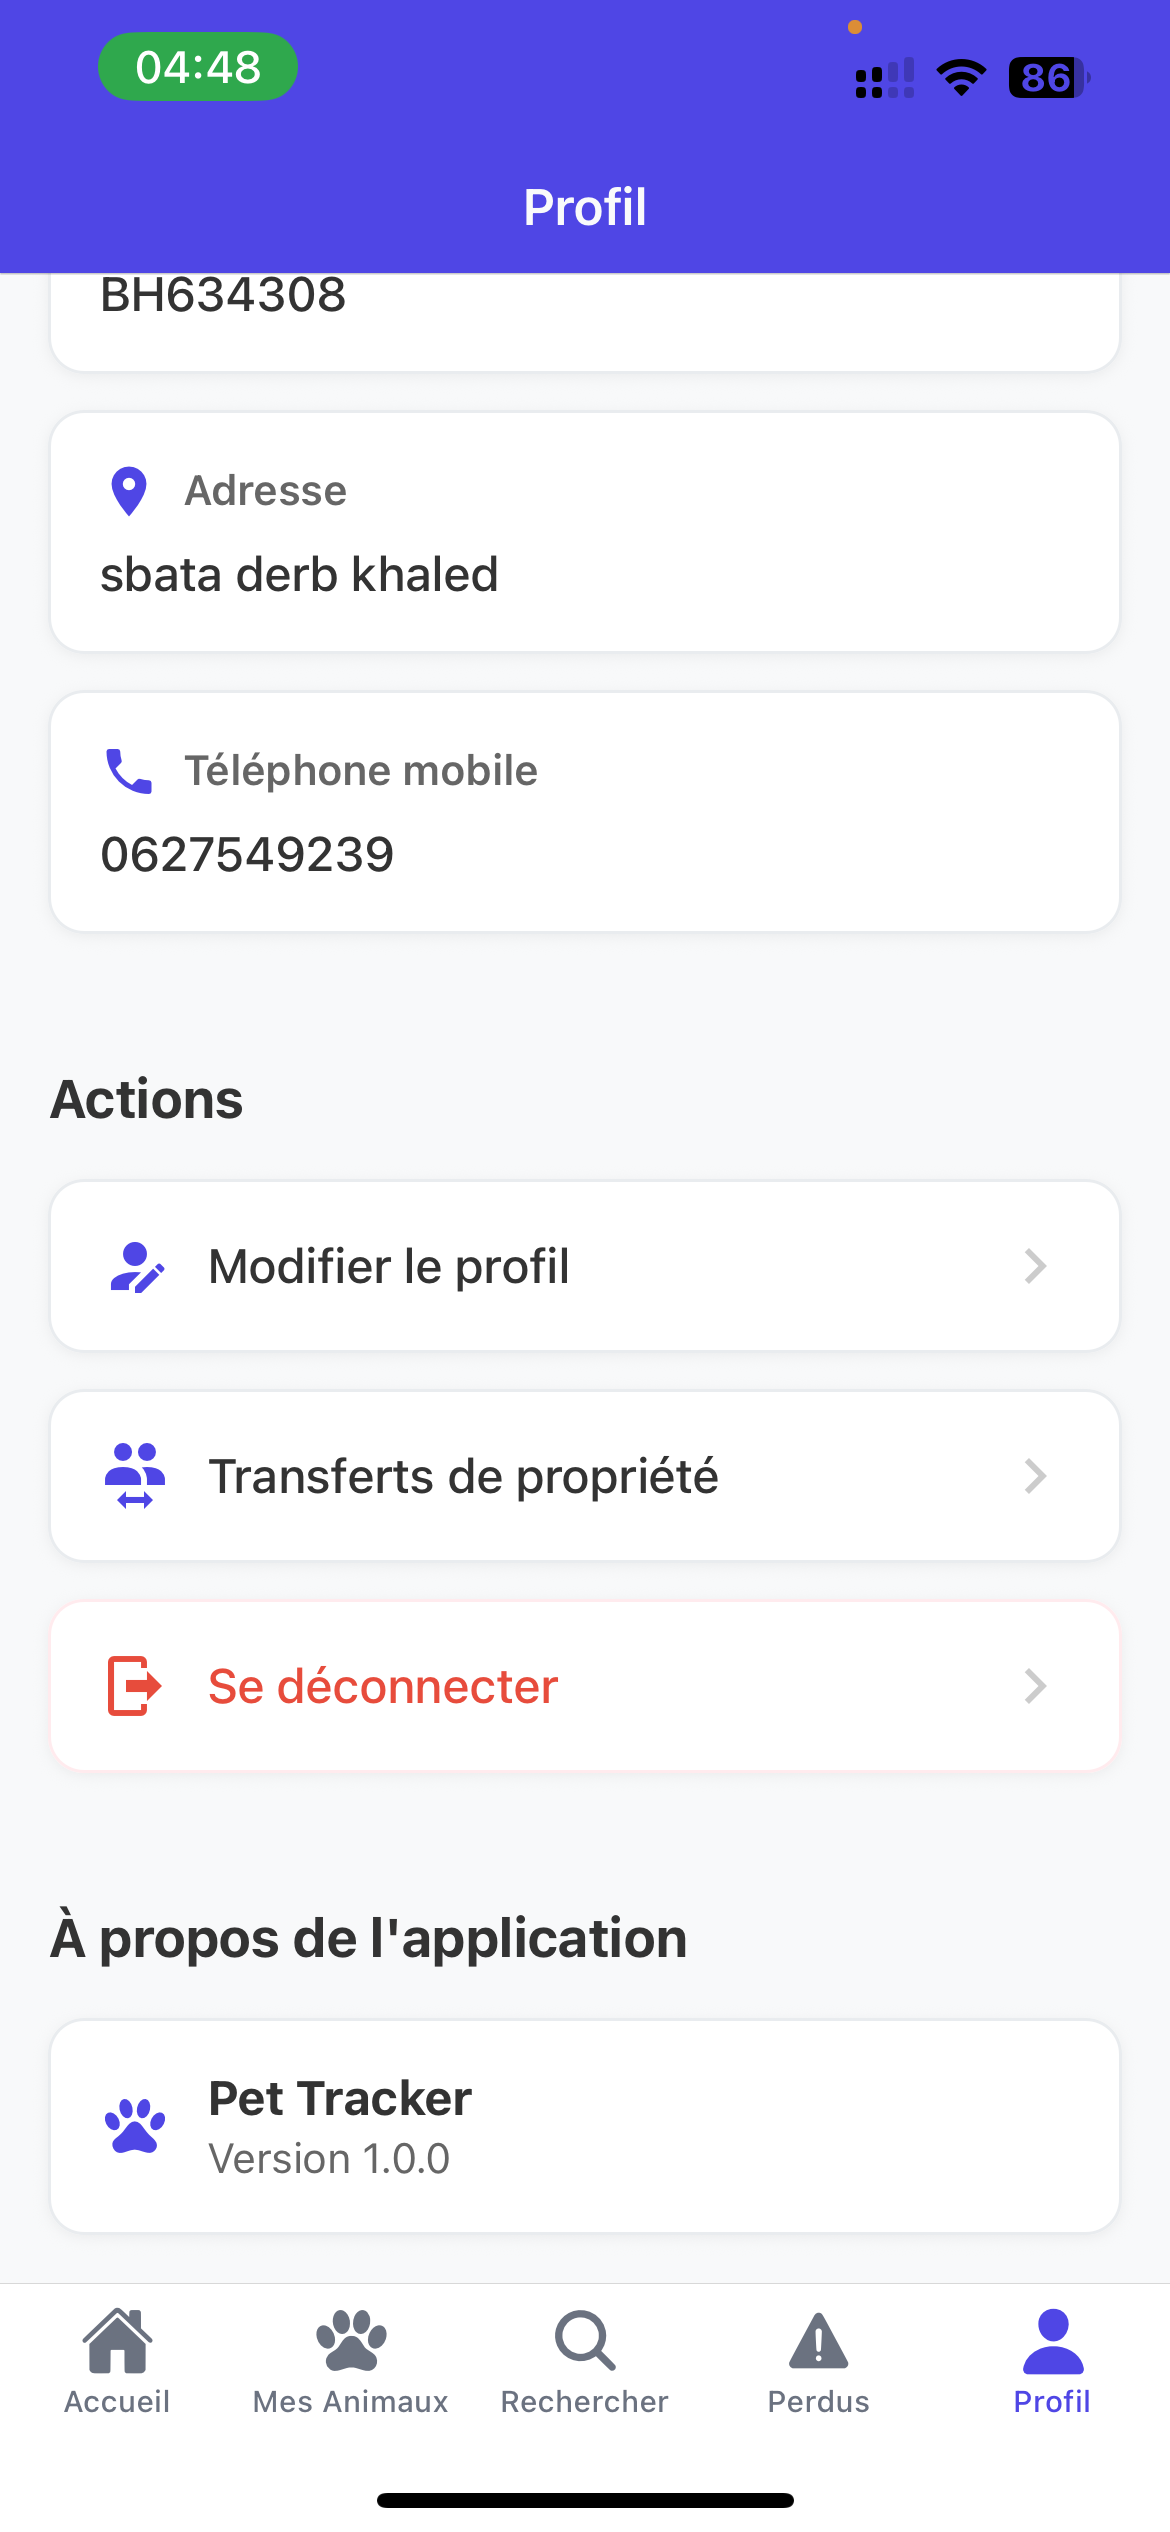 04:48
86
Profil
BH634308
Adresse
sbata derb khaled
Téléphone mobile
0627549239
Actions
Modifier le profil
Transferts de propriété
Se déconnecter
À propos de l'application
Pet Tracker
Version 1.0.0
Accueil
Mes Animaux
Rechercher
Perdus
Profil